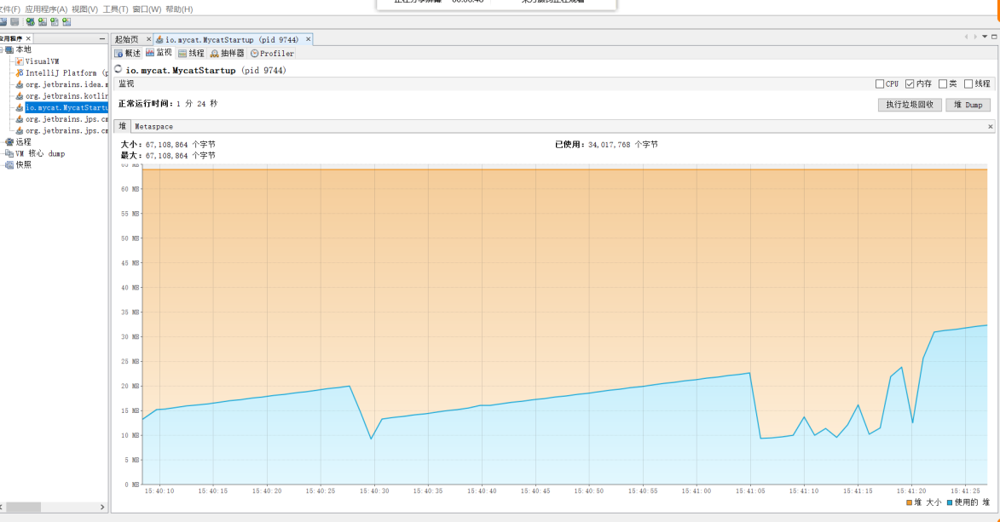 文件(F) 应用程序(A) 视图(V) 工具(T) 窗口(W) 帮助(H)
应用程序 ×
本地
VisualVM
IntelliJ Platform (p
org.jetbrains.idea.m
org.jetbrains.kotlin
io.mycat.MycatStartu
org.jetbrains.jps.cm
org.jetbrains.jps.cm
远程
VM 核心 dump
快照
起始页 × io.mycat.MycatStartup (pid 9744) ×
概述 监视 线程 抽样器 Profiler
io.mycat.MycatStartup (pid 9744)
监视
CPU 内存 类 线程
正常运行时间: 1 分 24 秒
执行垃圾回收 堆 Dump
堆 Metaspace ×
大小: 67,108,864 个字节
已使用: 34,017,768 个字节
最大: 67,108,864 个字节
65 MB
60 MB
55 MB
50 MB
45 MB
40 MB
35 MB
30 MB
25 MB
20 MB
15 MB
10 MB
5 MB
0 MB
15:40:10 15:40:15 15:40:20 15:40:25 15:40:30 15:40:35 15:40:40 15:40:45 15:40:50 15:40:55 15:41:00 15:41:05 15:41:10 15:41:15 15:41:20 15:41:25
堆 大小 使用的 堆